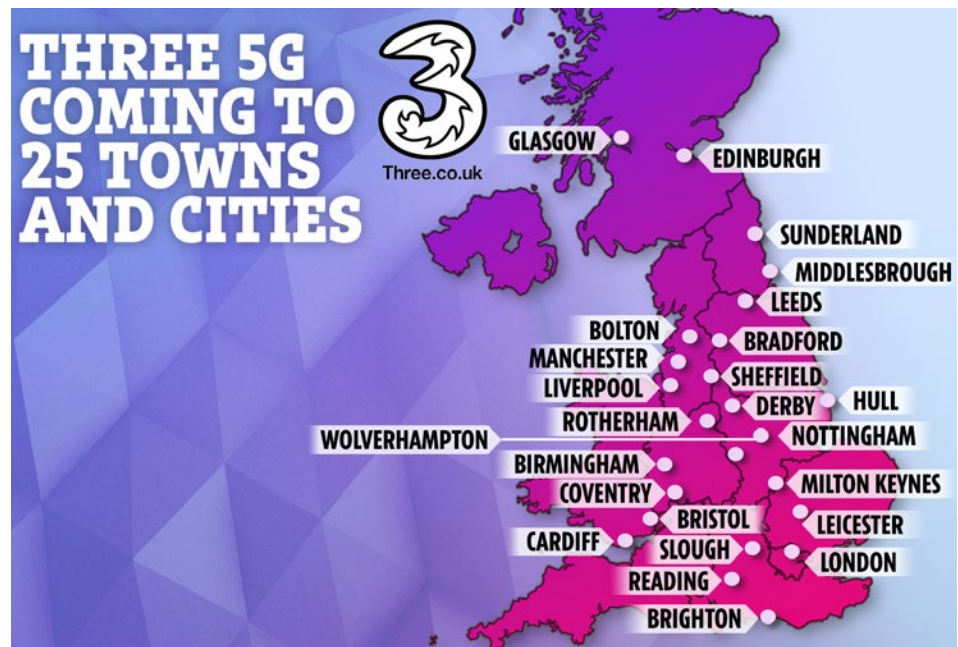 THREE 5G
COMING TO
25 TOWNS
AND CITIES
3
Three.co.uk
GLASGOW
EDINBURGH
SUNDERLAND
MIDDLESBROUGH
LEEDS
BOLTON
BRADFORD
MANCHESTER
SHEFFIELD
LIVERPOOL
DERBY
HULL
ROTHERHAM
WOLVERHAMPTON
NOTTINGHAM
BIRMINGHAM
MILTON KEYNES
COVENTRY
BRISTOL
LEICESTER
CARDIFF
SLOUGH
LONDON
READING
BRIGHTON